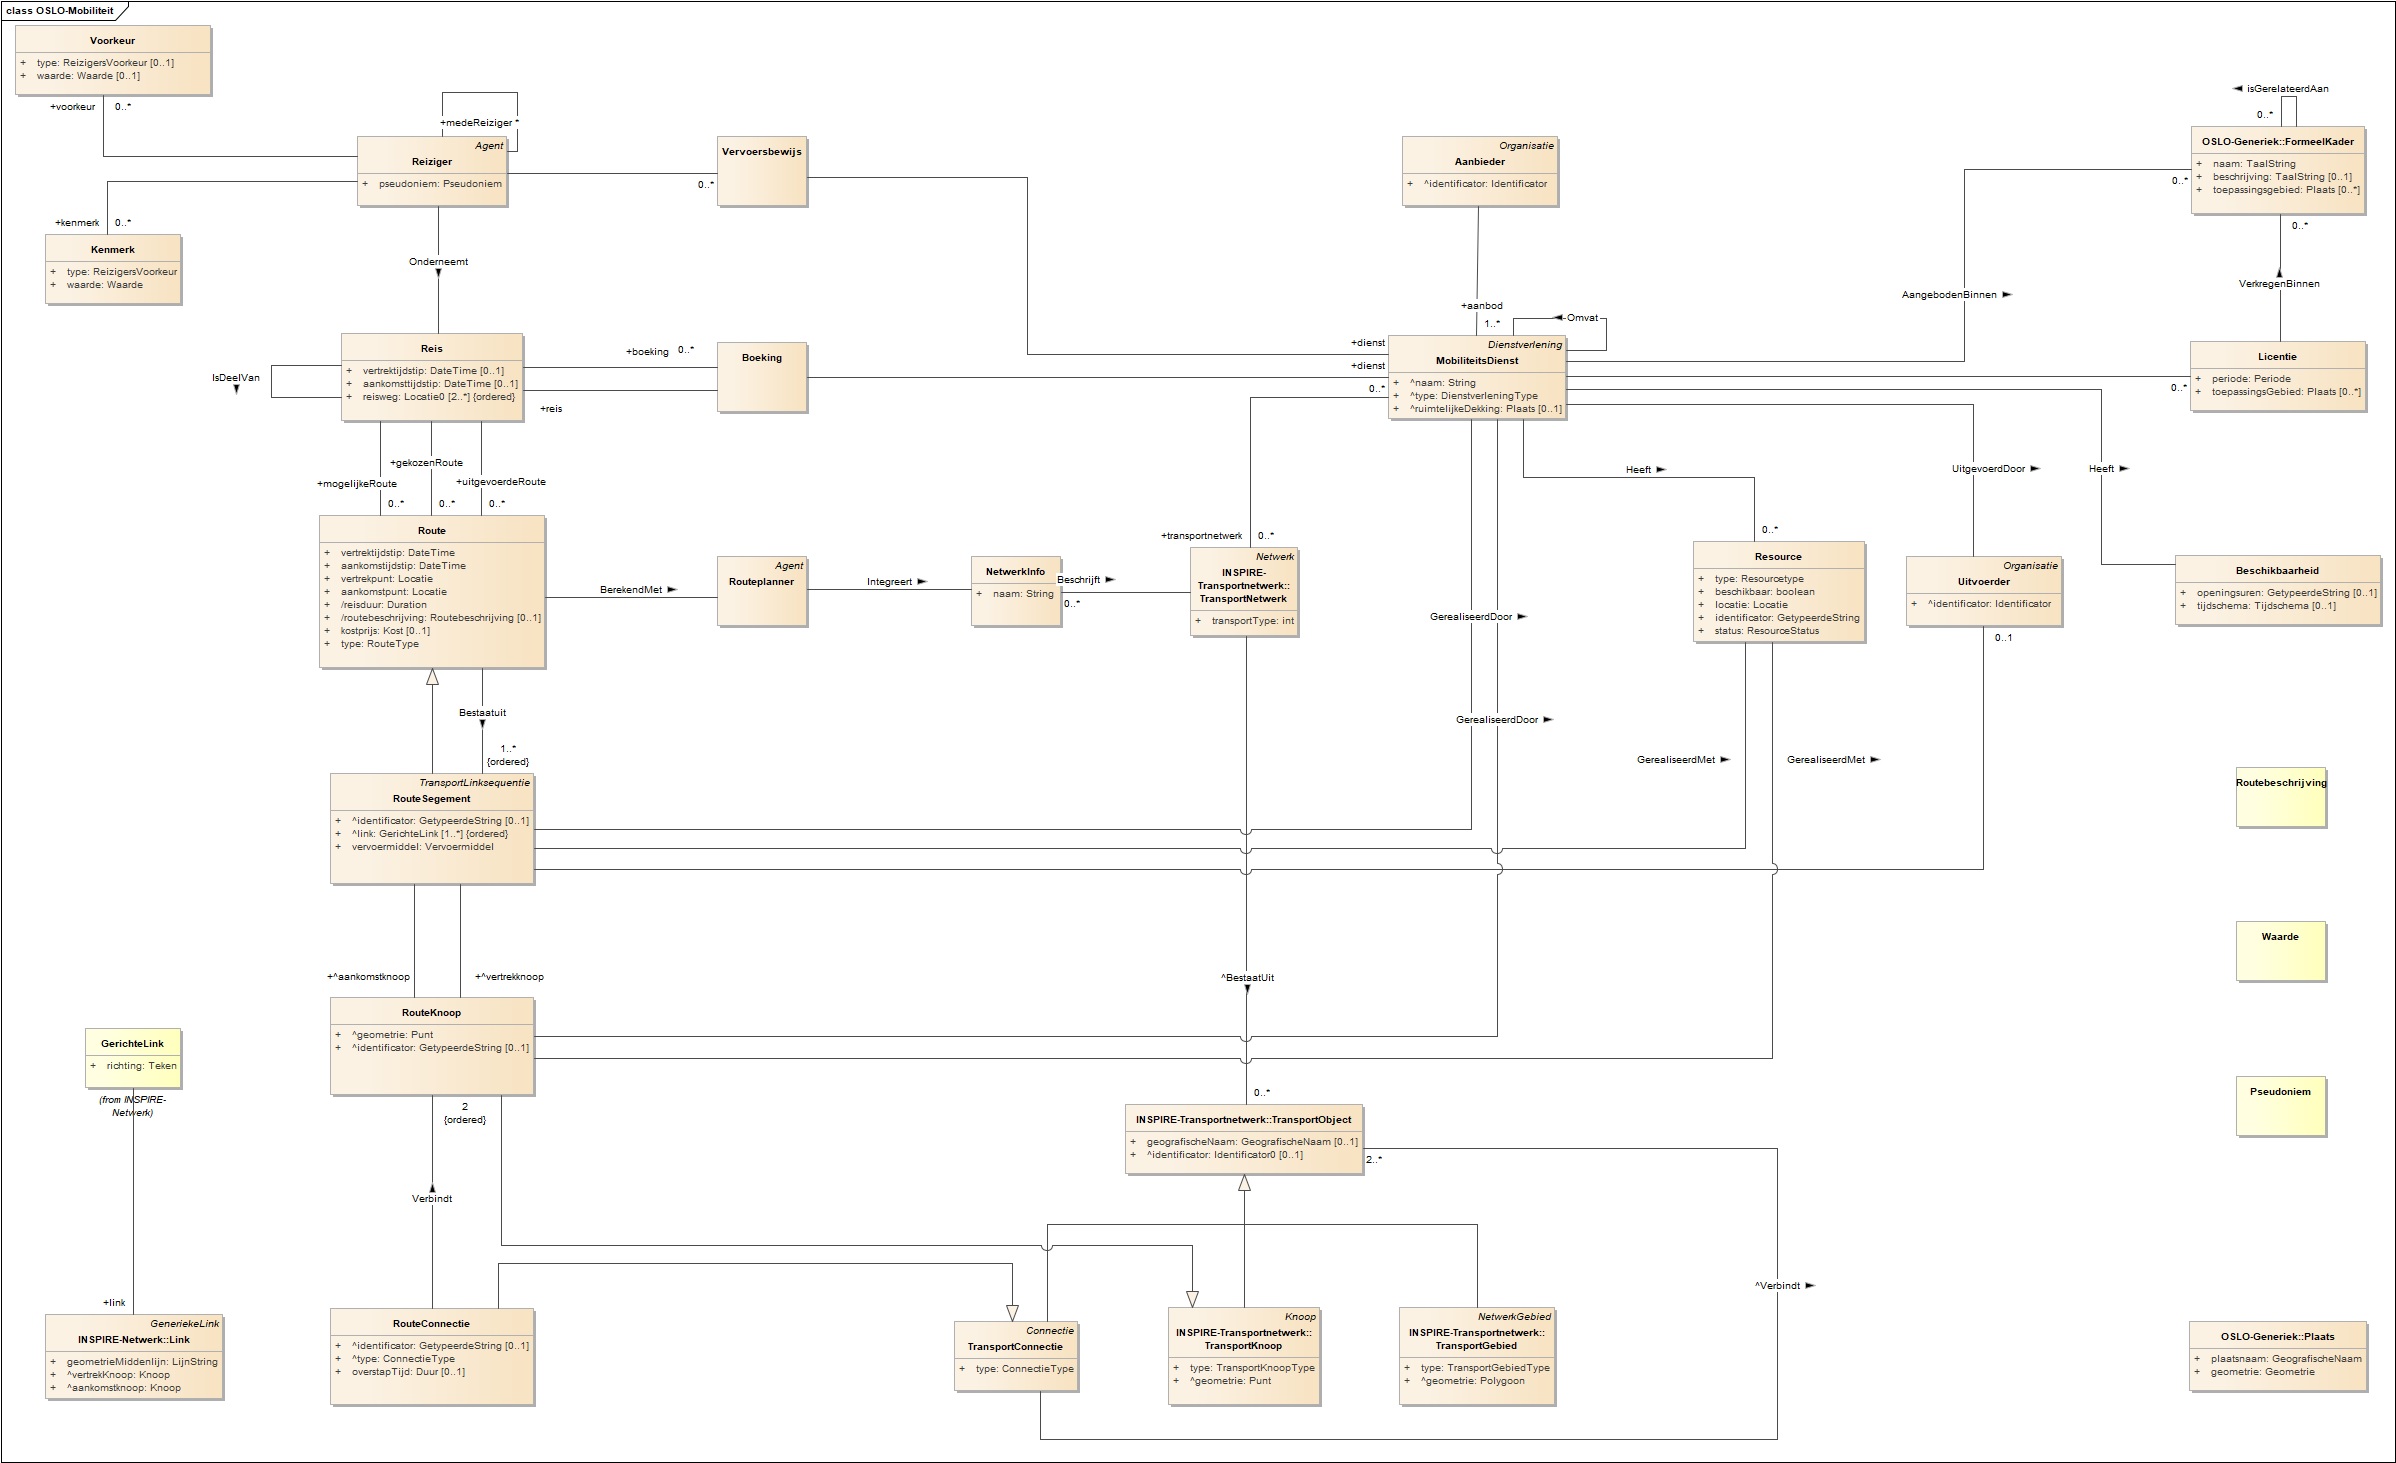 class OSLO-Mobiliteit
Voorkeur
+ type: ReizigersVoorkeur [0..1]
+ waarde: Waarde [0..1]
+voorkeur 0..*
+medeReiziger *
Agent
Reiziger
+ pseudoniem: Pseudoniem
+kenmerk 0..*
Kenmerk
+ type: ReizigersVoorkeur
+ waarde: Waarde
Onderneemt
Vervoersbewijs
0..*
Organisatie
Aanbieder
+ ^identificator: Identificator
+aanbod
1..*
Omvat
isGerelateerdAan
0..*
OSLO-Generiek::FormeelKader
+ naam: TaalString
+ beschrijving: TaalString [0..1]
+ toepassingsgebied: Plaats [0..*]
0..*
0..*
AangebodenBinnen
VerkregenBinnen
Reis
+ vertrektijdstip: DateTime [0..1]
+ aankomsttijdstip: DateTime [0..1]
+ reisweg: Locatie0 [2..*] {ordered}
IsDeelVan
+boeking 0..*
+reis
Boeking
+dienst
+dienst
0..*
Dienstverlening
MobiliteitsDienst
+ ^naam: String
+ ^type: DienstverleningType
+ ^ruimtelijkeDekking: Plaats [0..1]
Licentie
+ periode: Periode
+ toepassingsGebied: Plaats [0..*]
0..*
+gekozenRoute
+mogelijkeRoute
+uitgevoerdeRoute
0..* 0..* 0..*
Heeft
UitgevoerdDoor
Heeft
Route
+ vertrektijdstip: DateTime
+ aankomstijdstip: DateTime
+ vertrekpunt: Locatie
+ aankomstpunt: Locatie
+ /reisduur: Duration
+ /routebeschrijving: Routebeschrijving [0..1]
+ kostprijs: Kost [0..1]
+ type: RouteType
BerekendMet
Agent
Routeplanner
Integreert
NetwerkInfo
+ naam: String
Beschrijft
0..*
+transportnetwerk 0..*
Netwerk
INSPIRE-
Transportnetwerk::
TransportNetwerk
+ transportType: int
GerealiseerdDoor
GerealiseerdDoor
0..*
Resource
+ type: Resourcetype
+ beschikbaar: boolean
+ locatie: Locatie
+ identificator: GetypeerdeString
+ status: ResourceStatus
Organisatie
Uitvoerder
+ ^identificator: Identificator
0..1
Beschikbaarheid
+ openingsuren: GetypeerdeString [0..1]
+ tijdschema: Tijdschema [0..1]
Bestaatuit
1..*
{ordered}
GerealiseerdMet
GerealiseerdMet
TransportLinksequentie
RouteSegement
+ ^identificator: GetypeerdeString [0..1]
+ ^link: GerichteLink [1..*] {ordered}
+ vervoermiddel: Vervoermiddel
Routebeschrijving
Waarde
+^aankomstknoop
+^vertrekknoop
^BestaatUit
RouteKnoop
+ ^geometrie: Punt
+ ^identificator: GetypeerdeString [0..1]
2
{ordered}
GerichteLink
+ richting: Teken
(from INSPIRE-
Netwerk)
0..*
INSPIRE-Transportnetwerk::TransportObject
+ geografischeNaam: GeografischeNaam [0..1]
+ ^identificator: Identificator0 [0..1]
2..*
Pseudoniem
Verbindt
^Verbindt
+link
GeneriekeLink
INSPIRE-Netwerk::Link
+ geometrieMiddenlijn: LijnString
+ ^vertrekKnoop: Knoop
+ ^aankomstknoop: Knoop
RouteConnectie
+ ^identificator: GetypeerdeString [0..1]
+ ^type: ConnectieType
+ overstapTijd: Duur [0..1]
Connectie
TransportConnectie
+ type: ConnectieType
Knoop
INSPIRE-Transportnetwerk::
TransportKnoop
+ type: TransportKnoopType
+ ^geometrie: Punt
NetwerkGebied
INSPIRE-Transportnetwerk::
TransportGebied
+ type: TransportGebiedType
+ ^geometrie: Polygoon
OSLO-Generiek::Plaats
+ plaatsnaam: GeografischeNaam
+ geometrie: Geometrie